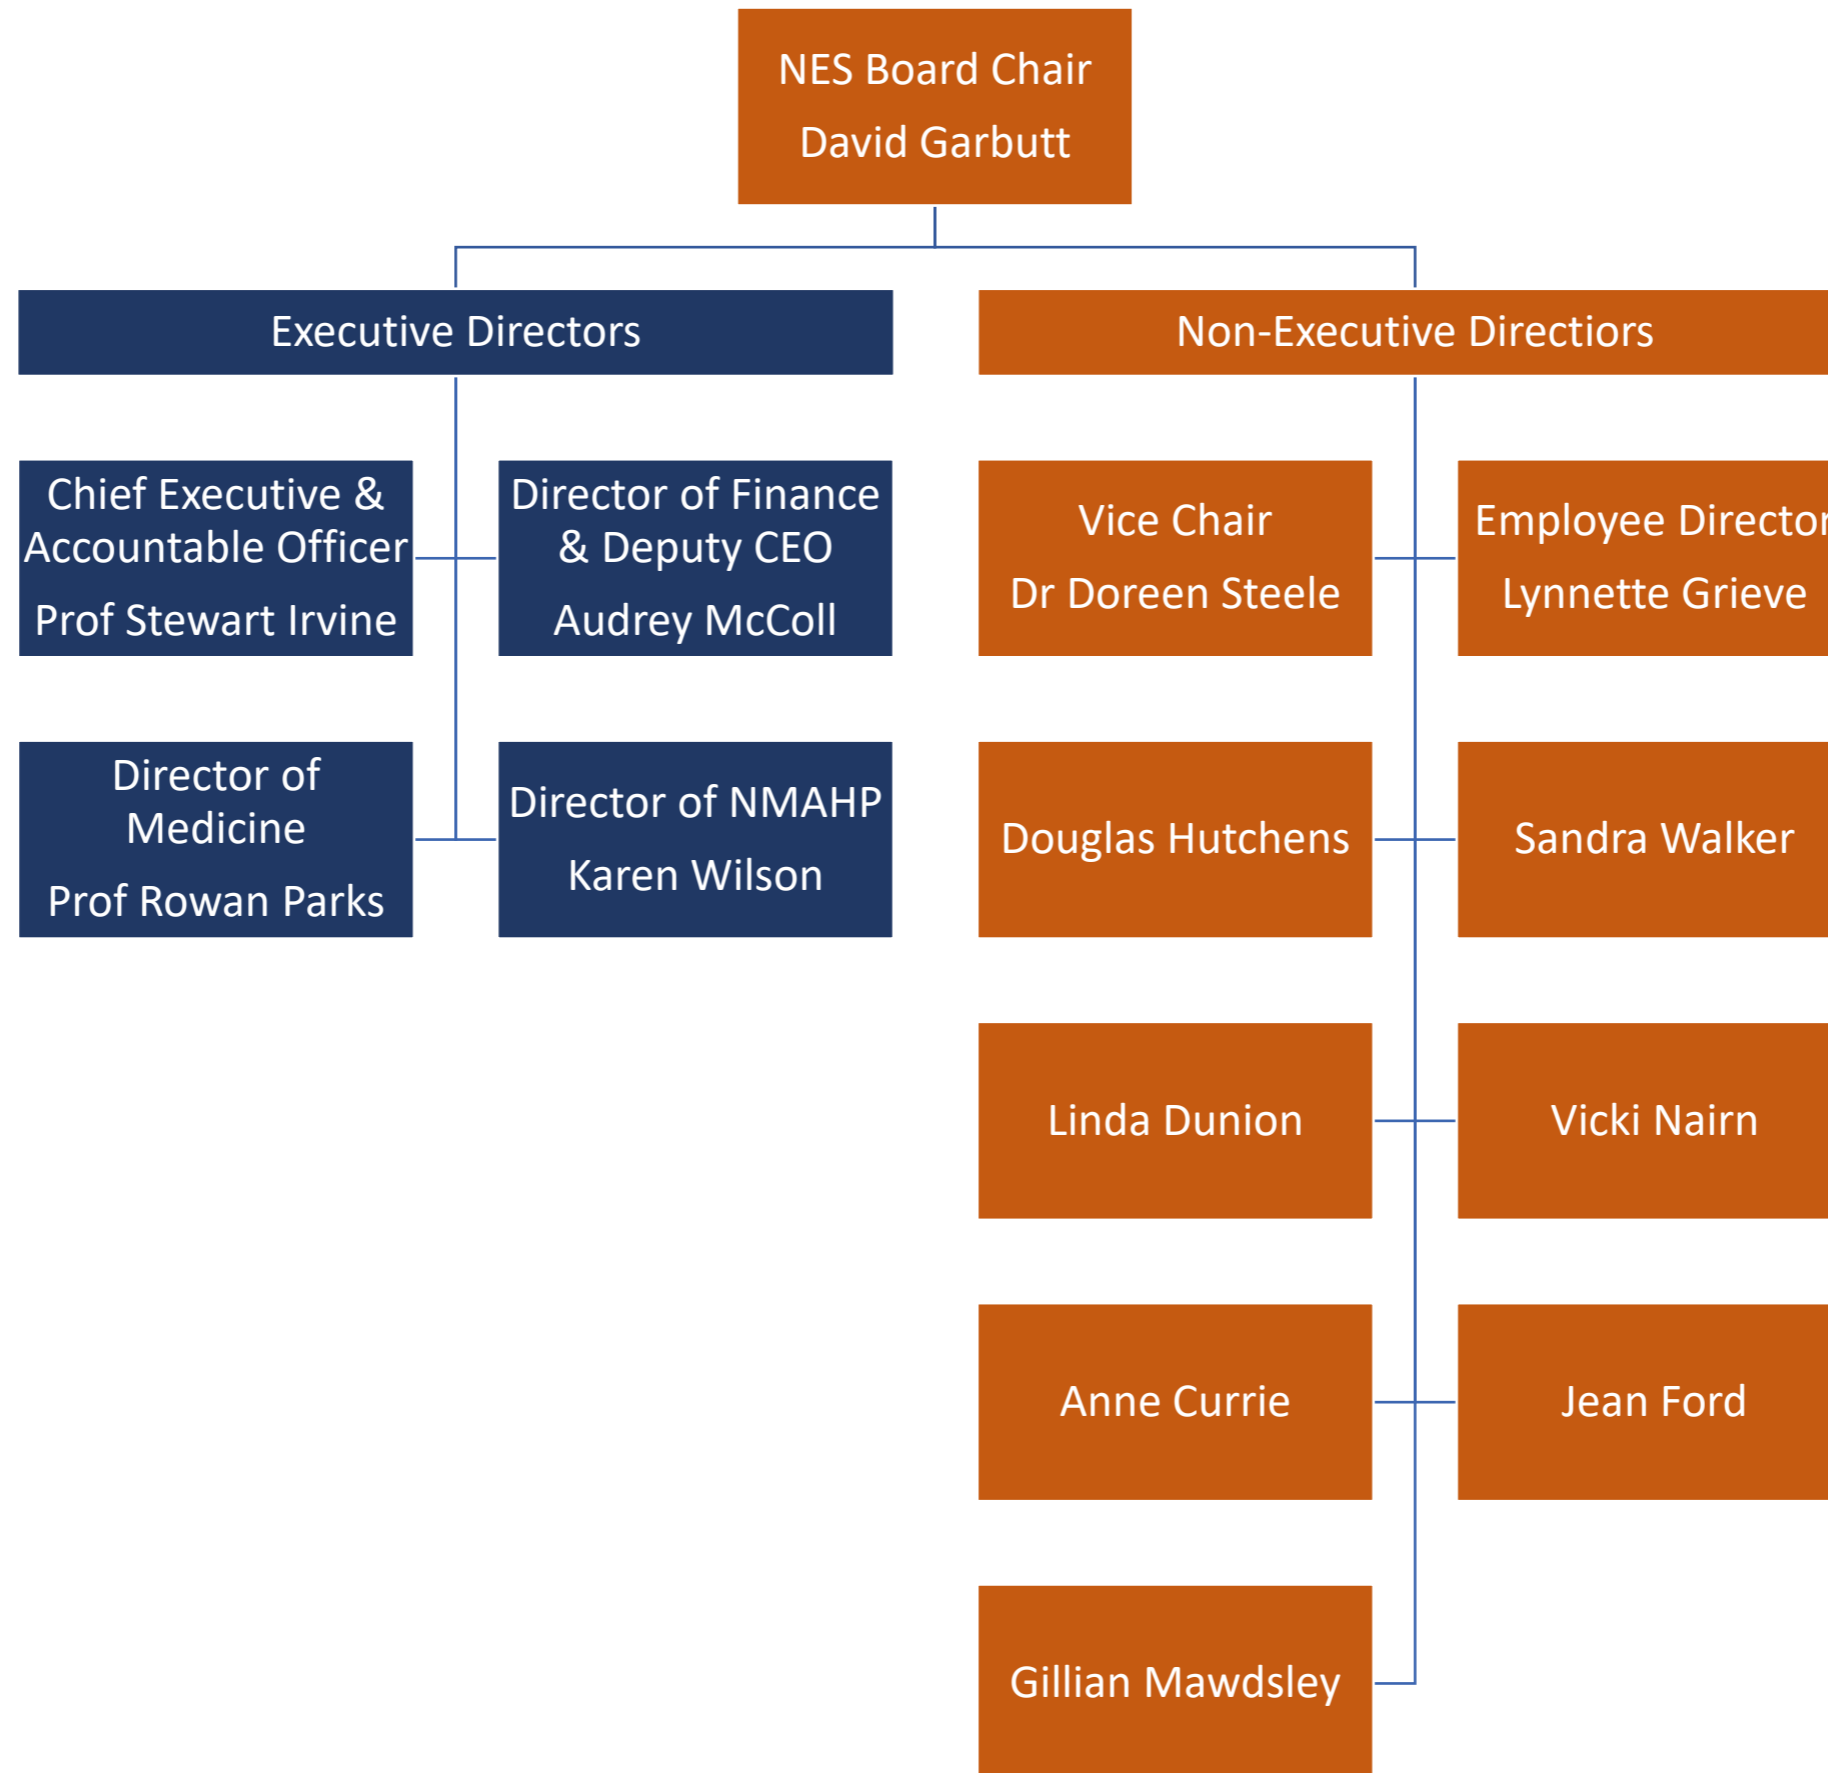 NES Board Chair
David Garbutt
Executive Directors
Non-Executive Directiors
Chief Executive &
Accountable Officer
Prof Stewart Irvine
Director of Finance
& Deputy CEO
Audrey McColl
Vice Chair
Dr Doreen Steele
Employee Director
Lynnette Grieve
Director of
Medicine
Prof Rowan Parks
Director of NMAHP
Karen Wilson
Douglas Hutchens
Sandra Walker
Linda Dunion
Vicki Nairn
Anne Currie
Jean Ford
Gillian Mawdsley